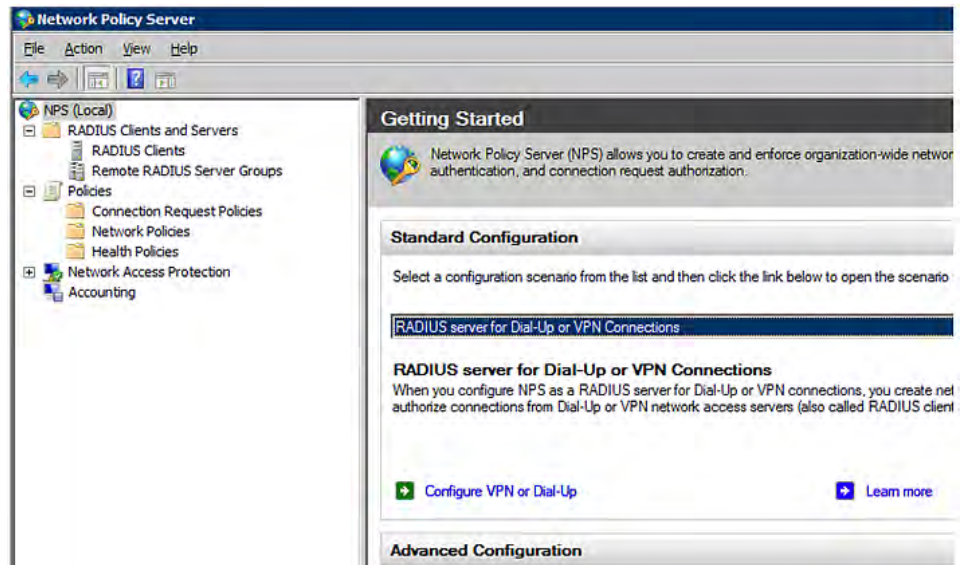 Network Policy Server
File Action View Help
NPS (Local)
RADIUS Clients and Servers
RADIUS Clients
Remote RADIUS Server Groups
Policies
Connection Request Policies
Network Policies
Health Policies
Network Access Protection
Accounting
Getting Started
Network Policy Server (NPS) allows you to create and enforce organization-wide networ
authentication, and connection request authorization.
Standard Configuration
Select a configuration scenario from the list and then click the link below to open the scenario
RADIUS server for Dial-Up or VPN Connections
RADIUS server for Dial-Up or VPN Connections
When you configure NPS as a RADIUS server for Dial-Up or VPN connections, you create net
authorize connections from Dial-Up or VPN network access servers (also called RADIUS client
Configure VPN or Dial-Up Learn more
Advanced Configuration